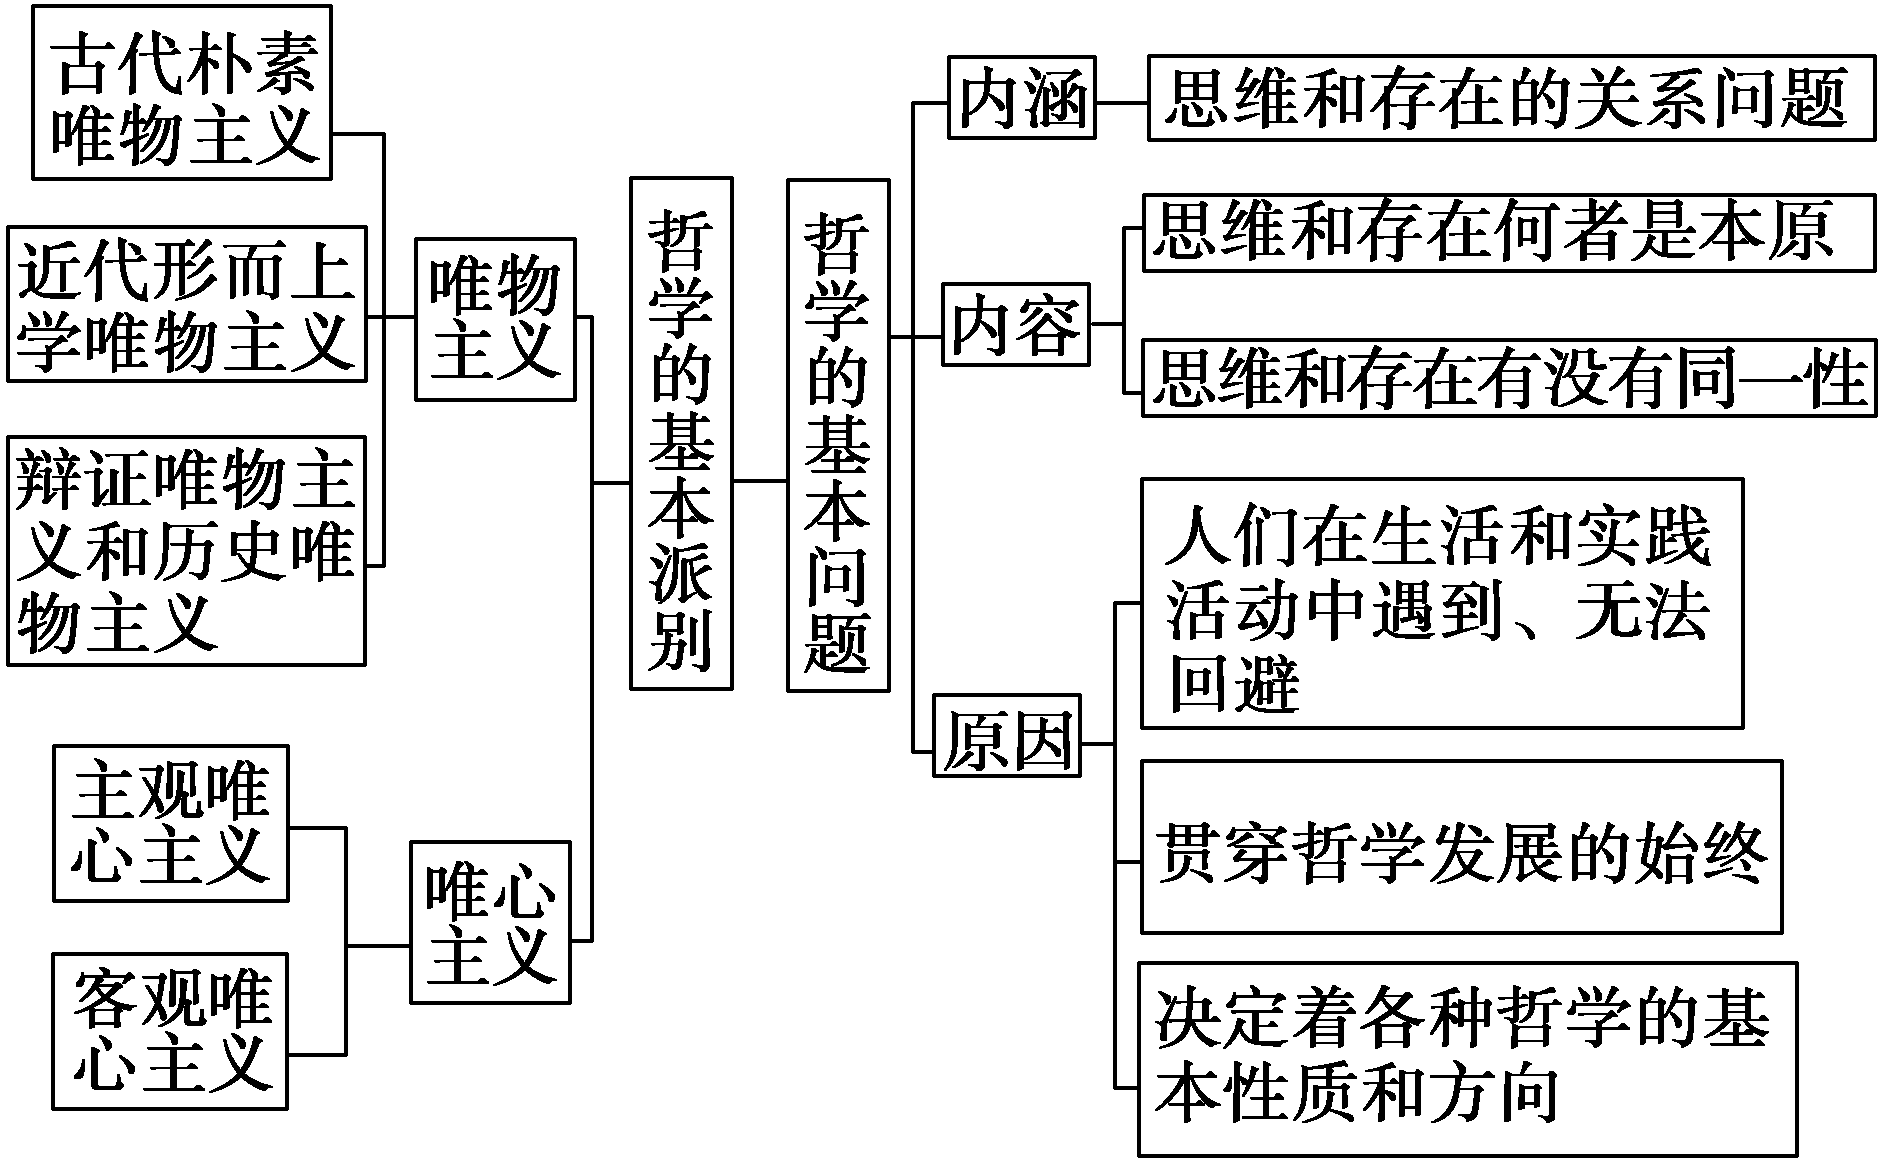 古代朴素
唯物主义
近代形而上
学唯物主义
辩证唯物主
义和历史唯
物主义
唯物
主义
主观唯
心主义
客观唯
心主义
唯心
主义
哲学的基本派别
哲学的基本问题
内涵
思维和存在的关系问题
内容
思维和存在何者是本原
思维和存在有没有同一性
原因
人们在生活和实践
活动中遇到、无法
回避
贯穿哲学发展的始终
决定着各种哲学的基
本性质和方向